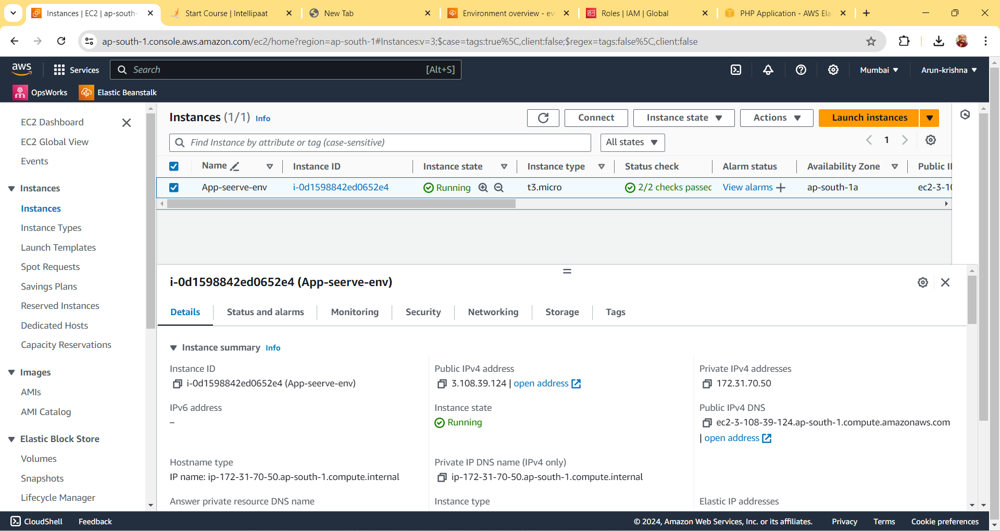 Instances | EC2 | ap-south-
Start Course | Intellipaat
New Tab
Environment overview - ev
Roles | IAM | Global
PHP Application - AWS Ela
ap-south-1.console.aws.amazon.com/ec2/home?region=ap-south-1#Instances:v=3;$case=tags:true%5C,client:false;$regex=tags:false%5C,client:false
aws
Services
Search
[Alt+S]
Mumbai
Arun-krishna
OpsWorks
Elastic Beanstalk
EC2 Dashboard
EC2 Global View
Events
Instances
Instances
Instance Types
Launch Templates
Spot Requests
Savings Plans
Reserved Instances
Dedicated Hosts
Capacity Reservations
Images
AMIs
AMI Catalog
Elastic Block Store
Volumes
Snapshots
Lifecycle Manager
Instances (1/1) Info
Connect
Instance state
Actions
Launch instances
Find Instance by attribute or tag (case-sensitive)
All states
1
Name
Instance ID
Instance state
Instance type
Status check
Alarm status
Availability Zone
Public I
App-seerve-env
i-0d1598842ed0652e4
Running
t3.micro
2/2 checks passec
View alarms
ap-south-1a
ec2-3-10
i-0d1598842ed0652e4 (App-seerve-env)
Details
Status and alarms
Monitoring
Security
Networking
Storage
Tags
Instance summary Info
Instance ID
i-0d1598842ed0652e4 (App-seerve-env)
Public IPv4 address
3.108.39.124 | open address
Private IPv4 addresses
172.31.70.50
IPv6 address
–
Instance state
Running
Public IPv4 DNS
ec2-3-108-39-124.ap-south-1.compute.amazonaws.com
| open address
Hostname type
IP name: ip-172-31-70-50.ap-south-1.compute.internal
Private IP DNS name (IPv4 only)
ip-172-31-70-50.ap-south-1.compute.internal
Answer private resource DNS name
Instance type
Elastic IP addresses
CloudShell
Feedback
© 2024, Amazon Web Services, Inc. or its affiliates.
Privacy
Terms
Cookie preferences